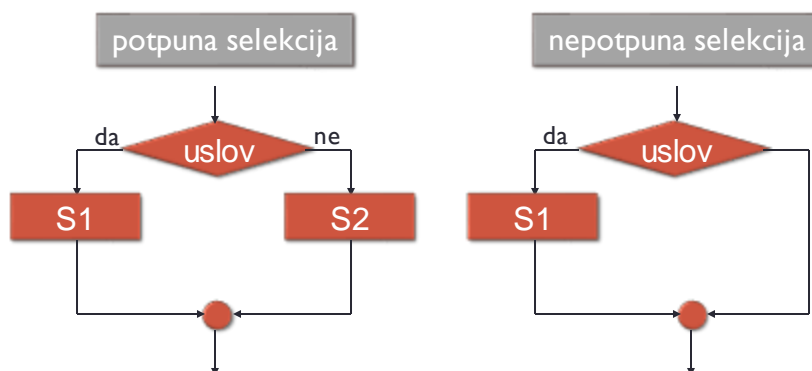 potpuna selekcija
nepotpuna selekcija
da
uslov
ne
S1
S2
da
uslov
S1